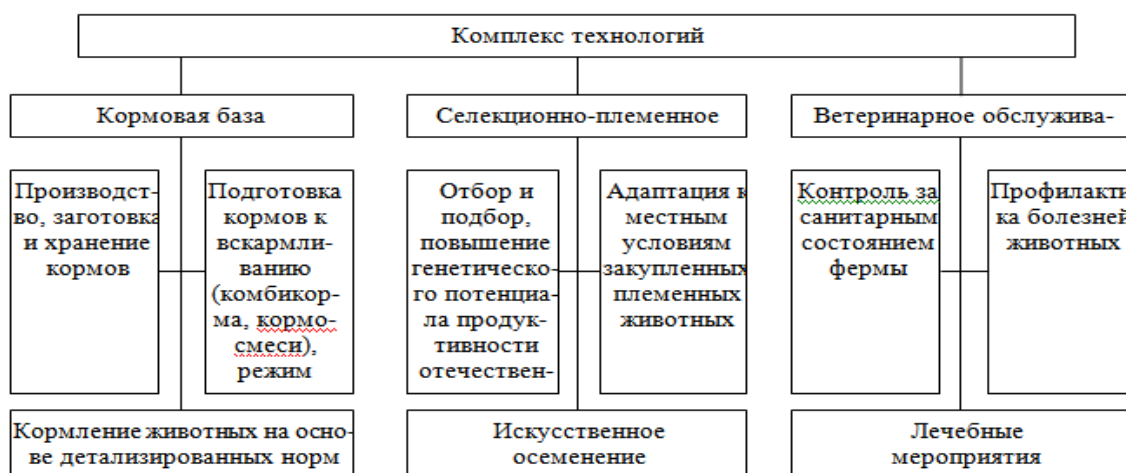 Комплекс технологий
Кормовая база
Селекционно-племенное
Ветеринарное обслужива-
Производст-
во, заготовка
и хранение
кормов
Подготовка
кормов к
вскармли-
ванию
(комбикор-
ма, кормо-
смеси),
режим
Отбор и
подбор,
повышение
генетическо-
го потенциа-
ла продук-
тивности
отечествен-
Адаптация к
местным
условиям
закупленных
племенных
животных
Контроль за
санитарным
состоянием
фермы
Профилакти-
ка болезней
животных
Кормление животных на осно-
ве детализированных норм
Искусственное
осеменение
Лечебные
мероприятия